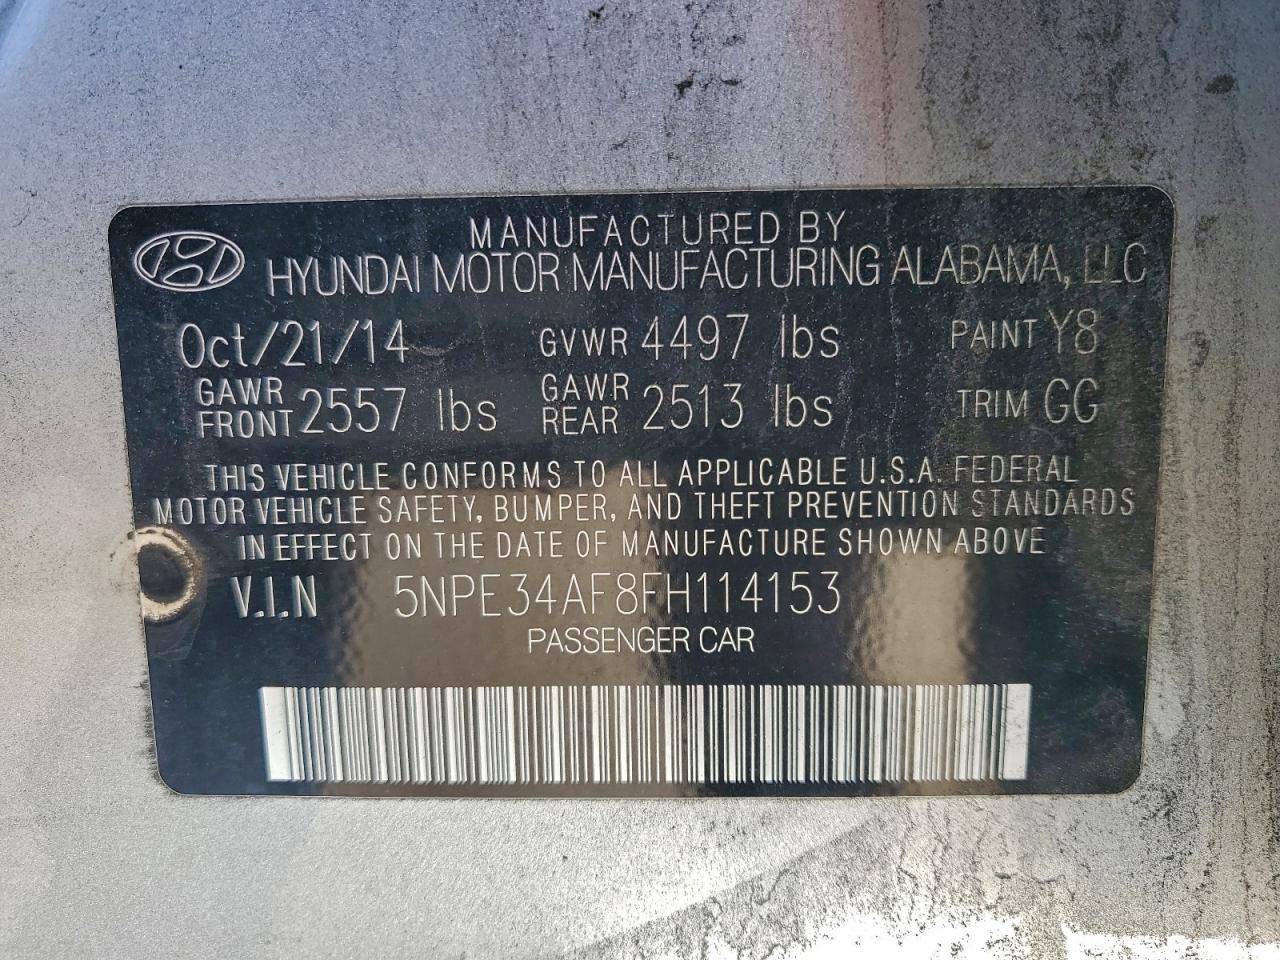 MANUFACTURED BY
HYUNDAI MOTOR MANUFACTURING ALABAMA, LLC
Oct/21/14 GVWR 4497 lbs PAINT Y8
GAWR FRONT 2557 lbs GAWR REAR 2513 lbs TRIM GG
THIS VEHICLE CONFORMS TO ALL APPLICABLE U.S.A. FEDERAL
MOTOR VEHICLE SAFETY, BUMPER, AND THEFT PREVENTION STANDARDS
IN EFFECT ON THE DATE OF MANUFACTURE SHOWN ABOVE
V.I.N 5NPE34AF8FH114153
PASSENGER CAR